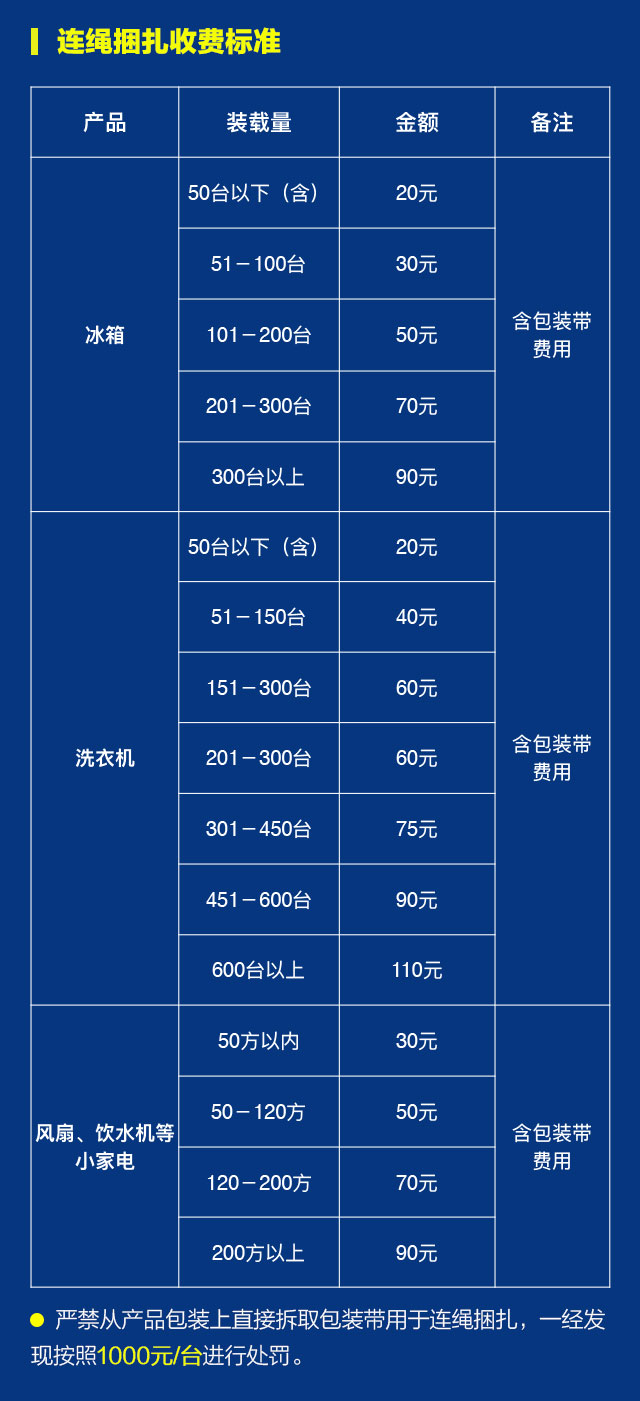 连绳捆扎收费标准
产品 装载量 金额 备注
冰箱 50台以下（含） 20元 含包装带费用
51－100台 30元
101－200台 50元
201－300台 70元
300台以上 90元
洗衣机 50台以下（含） 20元 含包装带费用
51－150台 40元
151－300台 60元
201－300台 60元
301－450台 75元
451－600台 90元
600台以上 110元
风扇、饮水机等小家电 50方以内 30元 含包装带费用
50－120方 50元
120－200方 70元
200方以上 90元
严禁从产品包装上直接拆取包装带用于连绳捆扎，一经发
现按照1000元/台进行处罚。